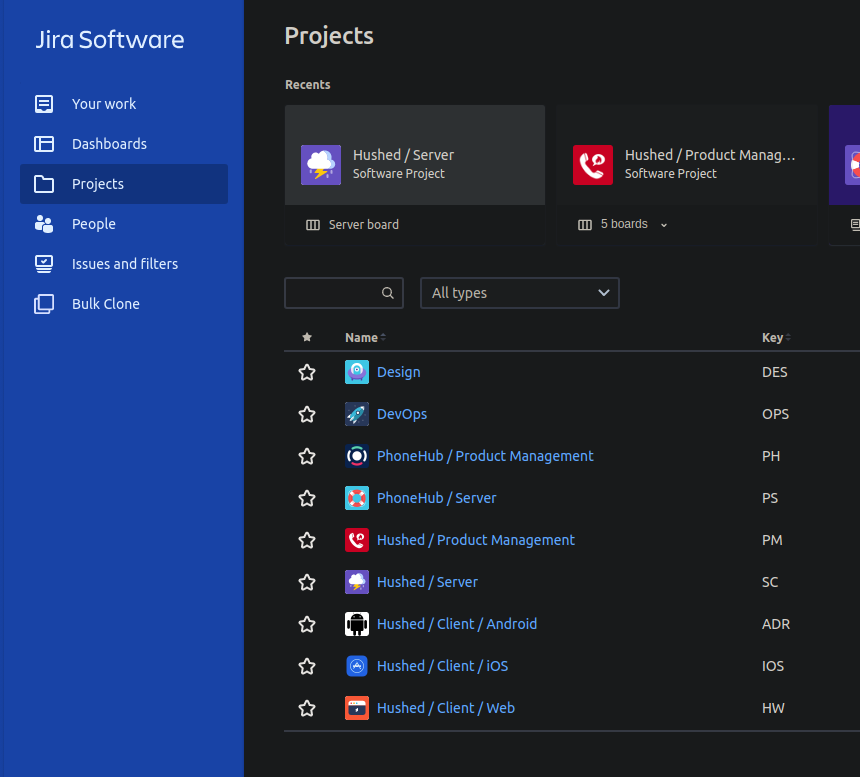 Jira Software
Your work
Dashboards
Projects
People
Issues and filters
Bulk Clone
Projects
Recents
Hushed / Server
Software Project
Server board
Hushed / Product Manag...
Software Project
5 boards
All types
Name Key
Design DES
DevOps OPS
PhoneHub / Product Management PH
PhoneHub / Server PS
Hushed / Product Management PM
Hushed / Server SC
Hushed / Client / Android ADR
Hushed / Client / iOS IOS
Hushed / Client / Web HW